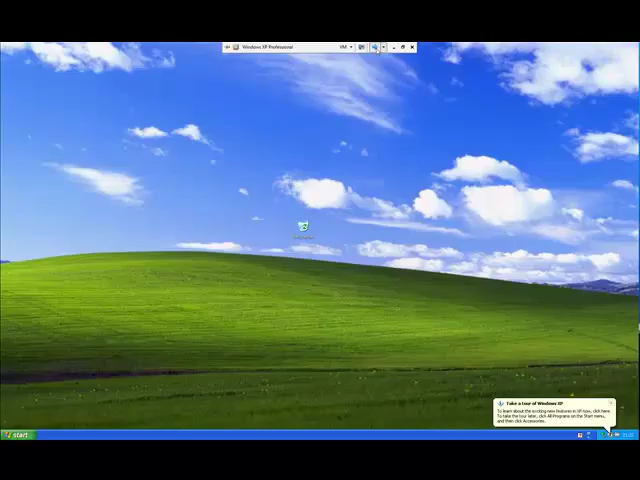 Windows XP Professional
VM
Take a tour of Windows XP
To learn about the exciting new features in XP now, click here.
To take the tour later, click All Programs on the Start menu,
and then click Accessories.
start